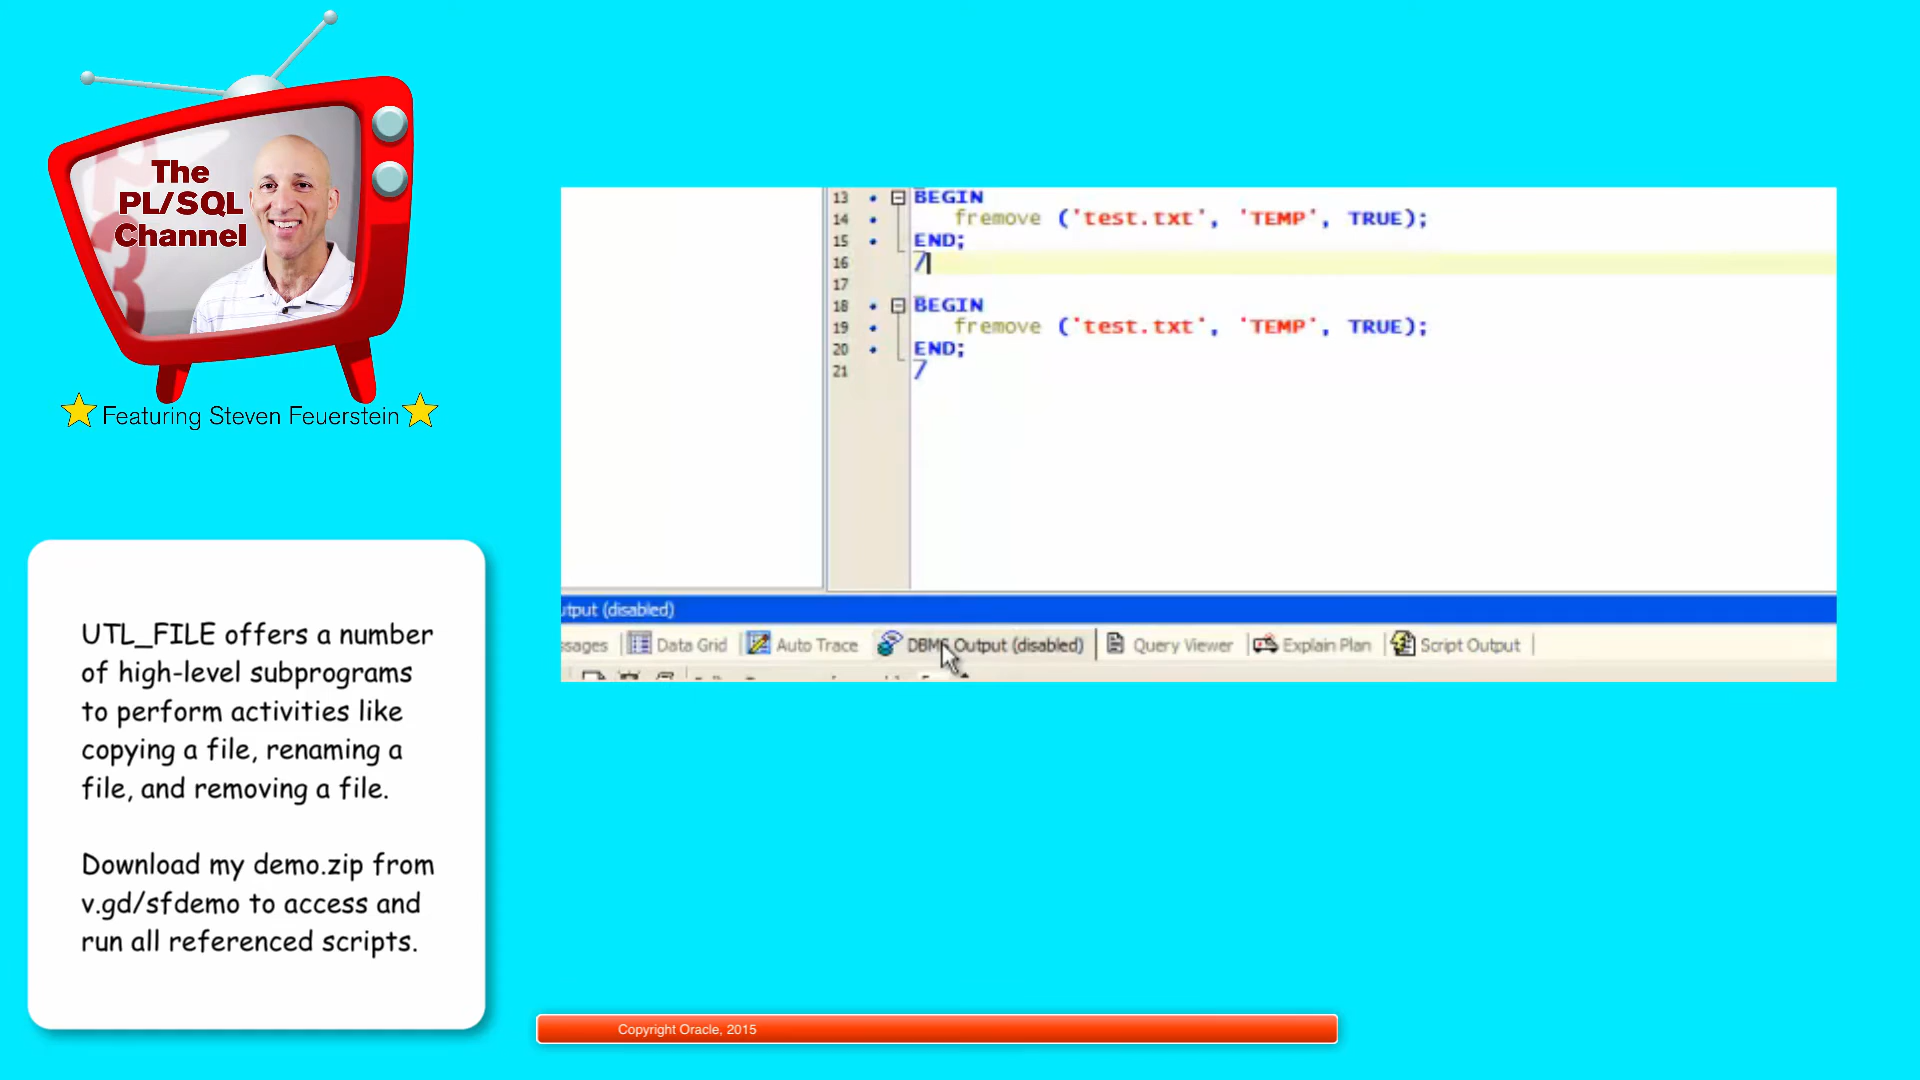 The
PL/SQL
Channel
Featuring Steven Feuerstein
UTL_FILE offers a number
of high-level subprograms
to perform activities like
copying a file, renaming a
file, and removing a file.
Download my demo.zip from
v.gd/sfdemo to access and
run all referenced scripts.
13 BEGIN
14 fremove ('test.txt', 'TEMP', TRUE);
15 END;
16 /
17
18 BEGIN
19 fremove ('test.txt', 'TEMP', TRUE);
20 END;
21 /
utput (disabled)
ssages Data Grid Auto Trace DBMS Output (disabled) Query Viewer Explain Plan Script Output
Copyright Oracle, 2015